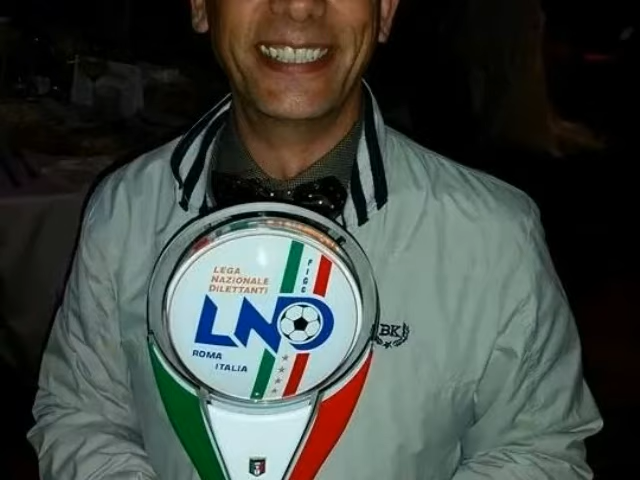 LEGA
NAZIONALE
DILETTANTI
FIGC
LND
ROMA
ITALIA
BK